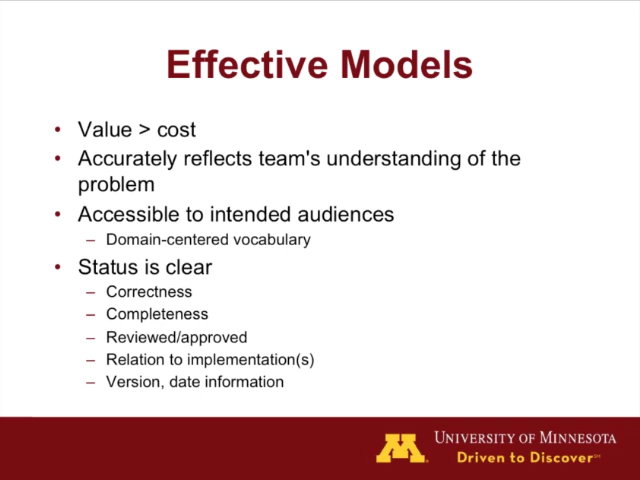 Effective Models
• Value > cost
• Accurately reflects team's understanding of the
problem
• Accessible to intended audiences
– Domain-centered vocabulary
• Status is clear
– Correctness
– Completeness
– Reviewed/approved
– Relation to implementation(s)
– Version, date information
M
UNIVERSITY OF MINNESOTA
Driven to Discover℠